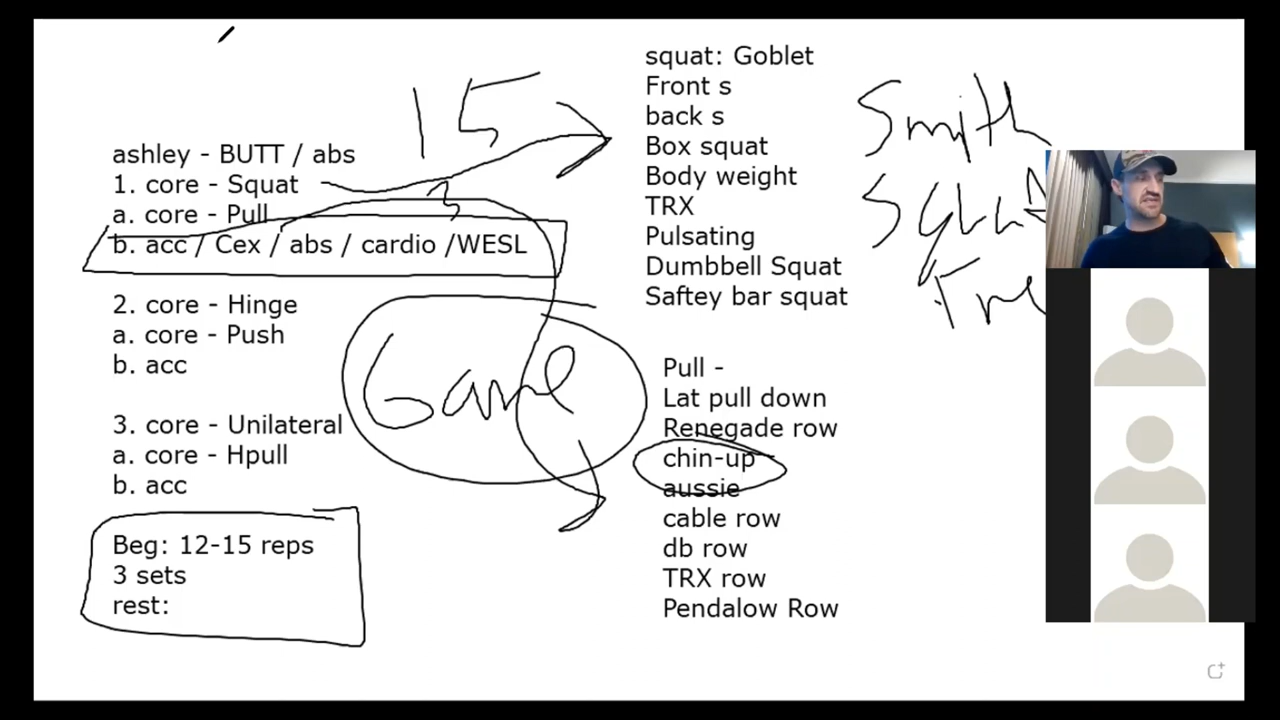 15
ashley - BUTT / abs
1. core - Squat
a. core - Pull
3
b. acc / Cex / abs / cardio /WESL
2. core - Hinge
a. core - Push
b. acc
Game
3. core - Unilateral
a. core - Hpull
b. acc
Beg: 12-15 reps
3 sets
rest:
squat: Goblet
Front s
back s
Box squat
Body weight
TRX
Pulsating
Dumbbell Squat
Saftey bar squat
Smith
Pull -
Lat pull down
Renegade row
chin-up
aussie
cable row
db row
TRX row
Pendalow Row